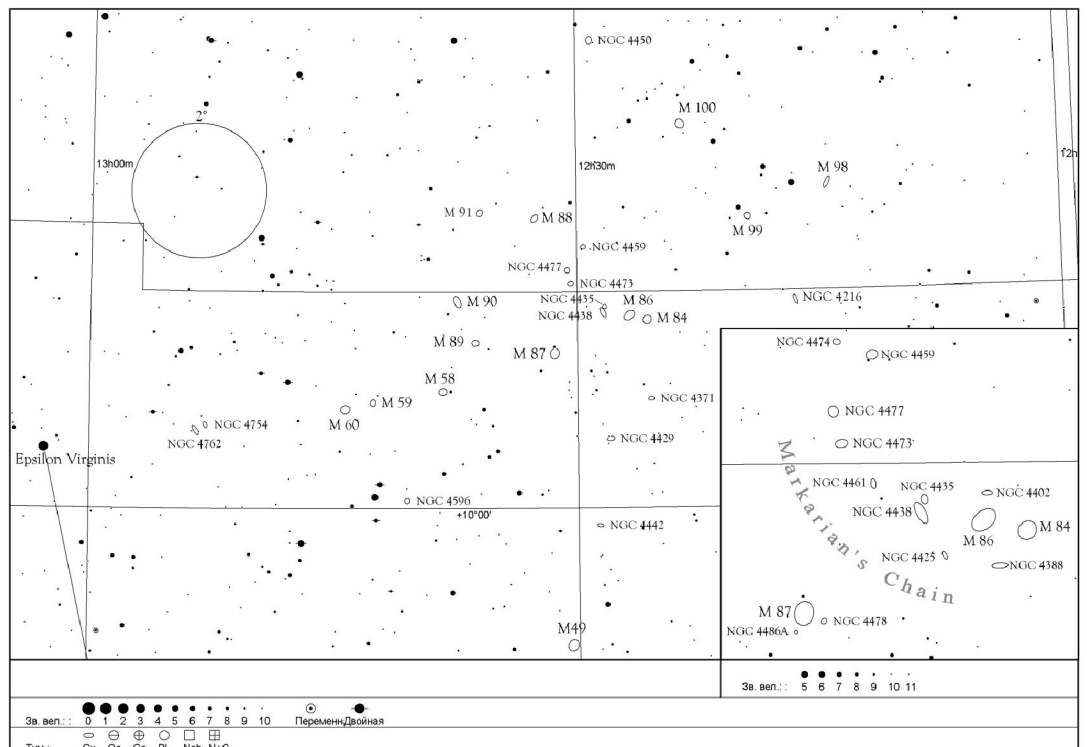 NGC 4450
M 100
2°
13h00m
12h30m
12h
M 98
M 91
M 88
M 99
NGC 4459
NGC 4477
NGC 4473
NGC 4435
M 86
NGC 4216
M 90
NGC 4438
M 84
M 89
M 87
NGC 4474
NGC 4459
M 58
NGC 4371
M 59
M 60
NGC 4477
NGC 4754
NGC 4762
NGC 4429
NGC 4473
Epsilon Virginis
Markarian's Chain
NGC 4461
NGC 4435
NGC 4402
NGC 4596
NGC 4438
+10°00'
NGC 4442
M 86
M 84
NGC 4425
NGC 4388
M 87
NGC 4478
NGC 4486A
M49
Зв. вел.: :
5 6 7 8 9 10 11
Зв. вел.: :
0 1 2 3 4 5 6 7 8 9 10
Переменн.
Двойная